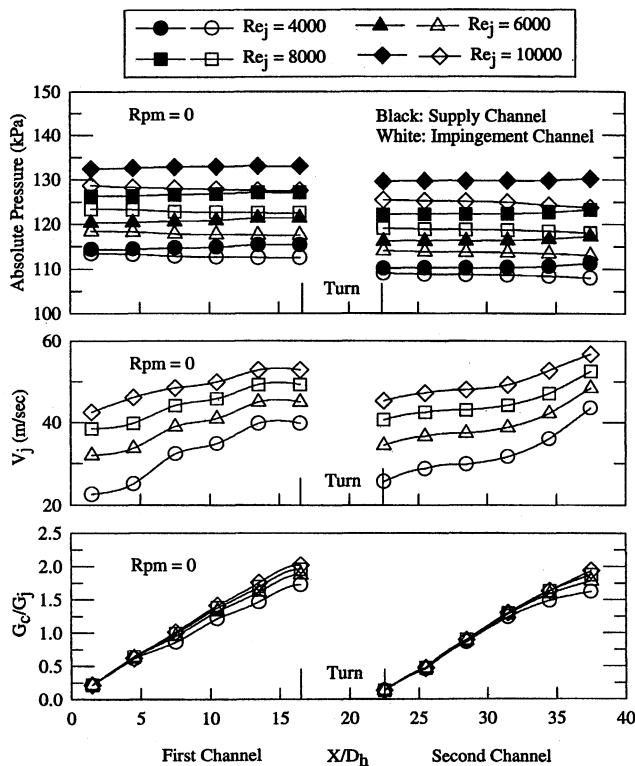 Re_j = 4000 Re_j = 6000
Re_j = 8000 Re_j = 10000
Absolute Pressure (kPa)
150
140
130
120
110
100
Rpm = 0
Black: Supply Channel
White: Impingement Channel
Turn
V_j (m/sec)
60
40
20
Rpm = 0
Turn
G_c/G_j
2.5
2.0
1.5
1.0
0.5
0.0
Rpm = 0
Turn
0 5 10 15 20 25 30 35 40
First Channel X/D_h Second Channel